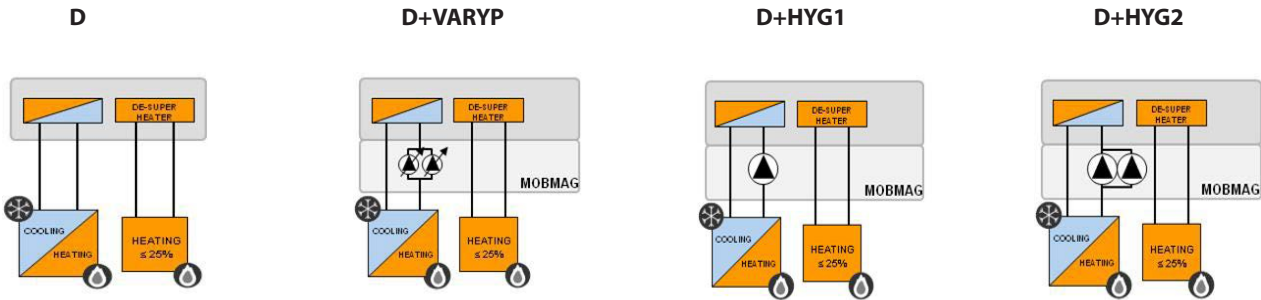 D
D+VARYP
D+HYG1
D+HYG2
DE-SUPER
HEATER
COOLING
HEATING
HEATING
≤ 25%
DE-SUPER
HEATER
MOBMAG
COOLING
HEATING
HEATING
≤ 25%
DE-SUPER
HEATER
MOBMAG
COOLING
HEATING
HEATING
≤ 25%
DE-SUPER
HEATER
MOBMAG
COOLING
HEATING
HEATING
≤ 25%